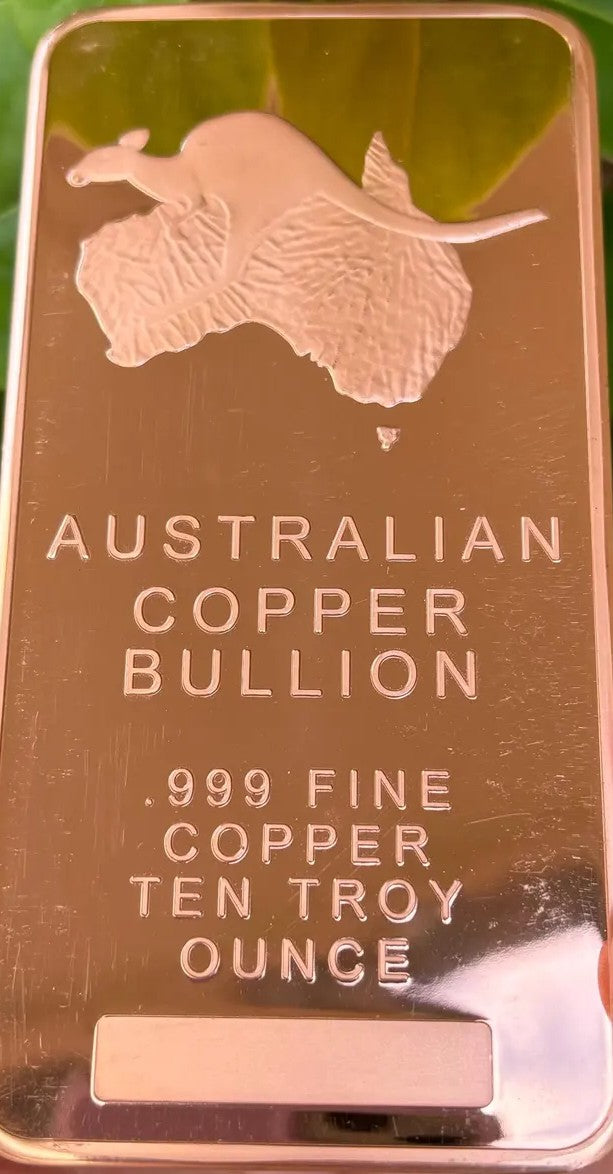 AUSTRALIAN
COPPER
BULLION
.999 FINE
COPPER
TEN TROY
OUNCE